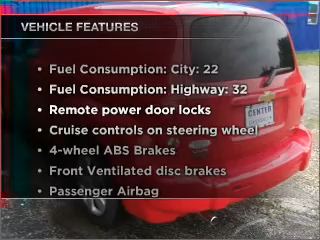 VEHICLE FEATURES
• Fuel Consumption: City: 22
• Fuel Consumption: Highway: 32
• Remote power door locks
• Cruise controls on steering wheel
• 4-wheel ABS Brakes
• Front Ventilated disc brakes
• Passenger Airbag
CENTER